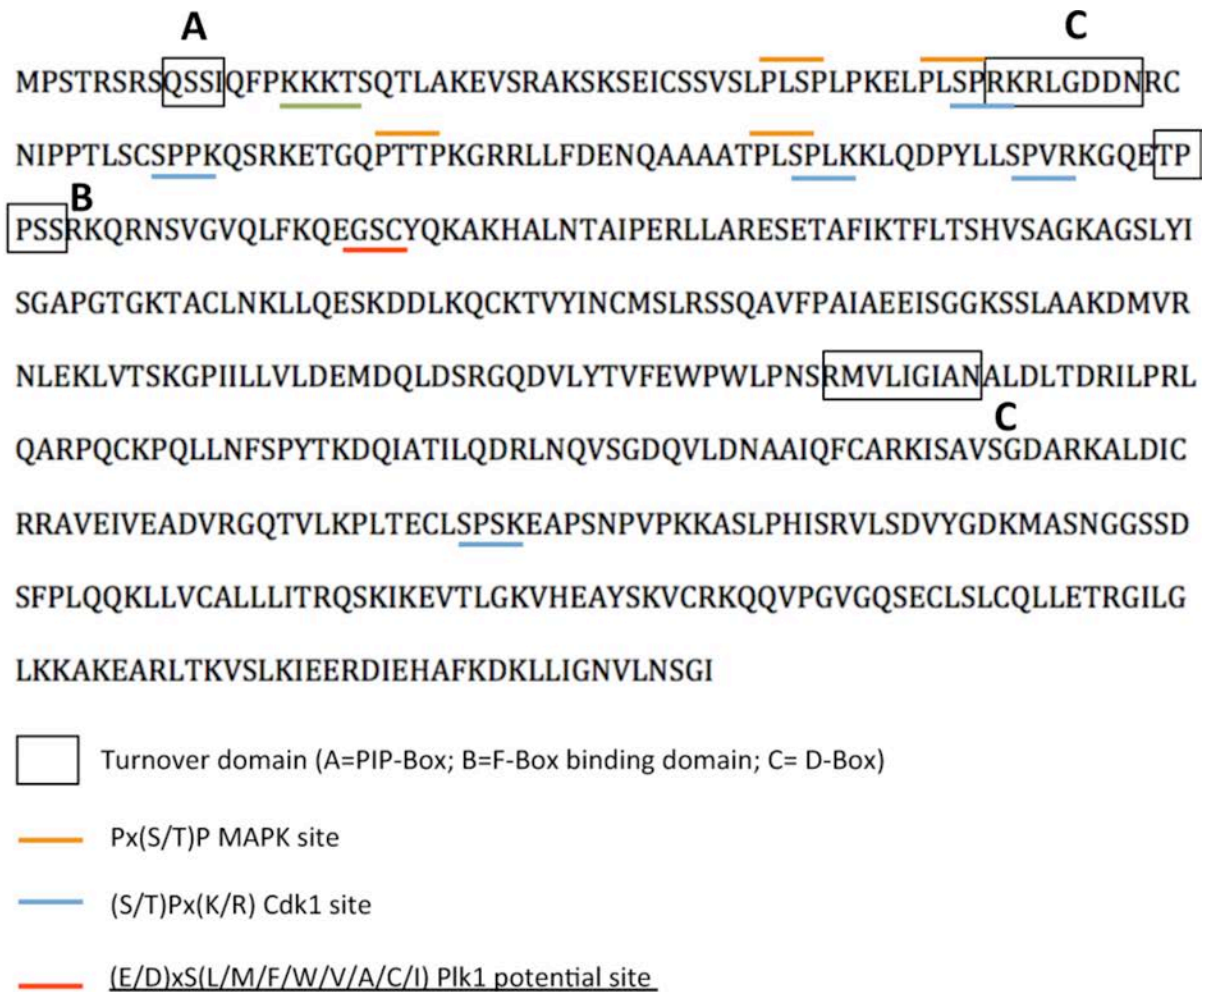 A C
MPSTRSRSQSSIQFPKKKTSQTLAKEVSRAKSKSEICSSVSLPLSPLPKELPLSPRKRLGDDNRC
NIPPTLSCSPPKQSRKETGQPTTPKGRRLLFDENQAAAATPLSPLKKLQDPYLLSPVRKGQETP
B
PSSRKQRNSVGVQLFKQEGSCYQKAKHALNTAIPERLLARESETAFIKTFLTSHVSAGKAGSLYI
SGAPGTGKTACLNKLLQESKDDLKQCKTVYINCMSLRSSQAVFPAIAEEISGGKSSLAAKDMVR
NLEKLVTSKGPIILLVLDEMDQLDSRGQDVLYTVFEWPWLPNSRMVLIGIANALDLTDRILPRL
C
QARPQCKPQLLNFSPYTKDQIATILQDRLNQVSGDQVLDNAAIQFCARKISAVSGDARKALDIC
RRAVEIVEADVRGQTVLKPLTECLSPSKEAPSNPVPKKASLPHISRVLSDVYGDKMASNGGSSD
SFPLQQKLLVCALLLITRQSKIKEVTLGKVHEAYSKVCRKQQVPGVGQSECLSLCQLLETRGILG
LKKAKEARLTKVSLKIEERDIEHAFKDKLLIGNVLNSGI
Turnover domain (A=PIP-Box; B=F-Box binding domain; C= D-Box)
Px(S/T)P MAPK site
(S/T)Px(K/R) Cdk1 site
(E/D)xS(L/M/F/W/V/A/C/I) Plk1 potential site